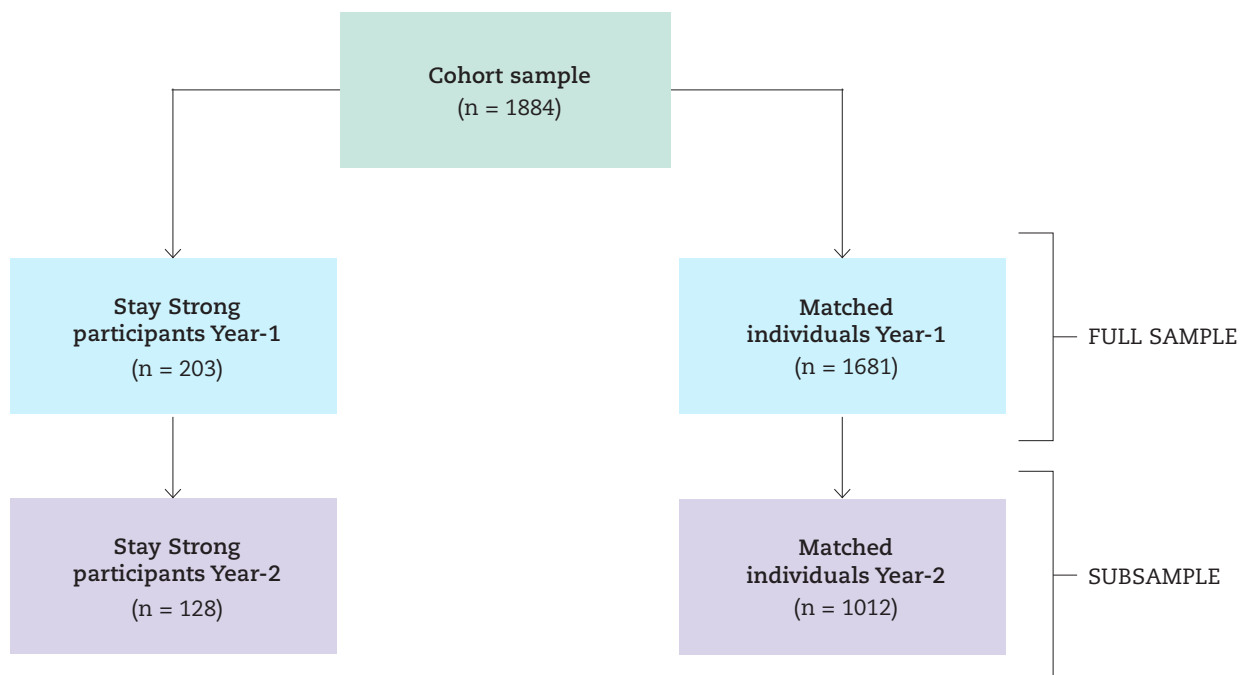 Cohort sample
(n = 1884)
Stay Strong
participants Year-1
(n = 203)
Matched
individuals Year-1
(n = 1681)
FULL SAMPLE
Stay Strong
participants Year-2
(n = 128)
Matched
individuals Year-2
(n = 1012)
SUBSAMPLE